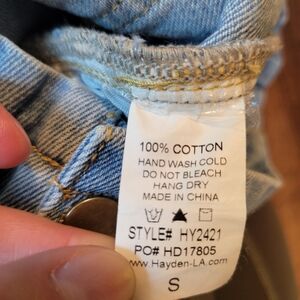 100% COTTON
HAND WASH COLD
DO NOT BLEACH
HANG DRY
MADE IN CHINA
STYLE# HY2421
PO# HD17805
www.Hayden-LA.com
S